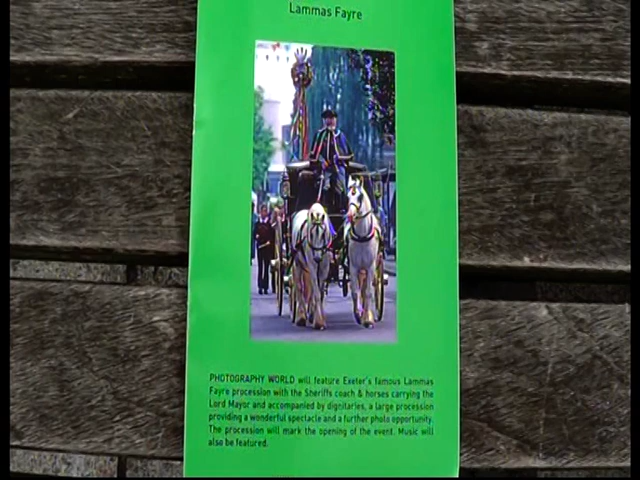 Lammas Fayre
PHOTOGRAPHY WORLD will feature Exeter's famous Lammas
Fayre procession with the Sheriffs coach & horses carrying the
Lord Mayor and accompanied by dignitaries, a large procession
providing a wonderful spectacle and a further photo opportunity.
The procession will mark the opening of the event. Music will
also be featured.